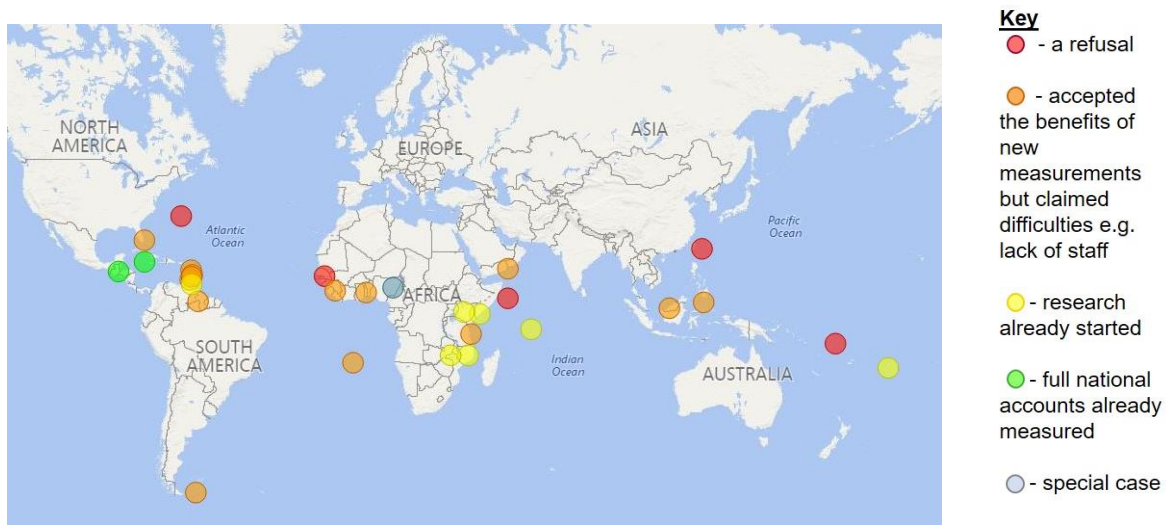 NORTH
AMERICA
Atlantic
Ocean
EUROPE
ASIA
Pacific
Ocean
AFRICA
SOUTH
AMERICA
Indian
Ocean
AUSTRALIA
Key
- a refusal
- accepted
the benefits of
new
measurements
but claimed
difficulties e.g.
lack of staff
- research
already started
- full national
accounts already
measured
- special case